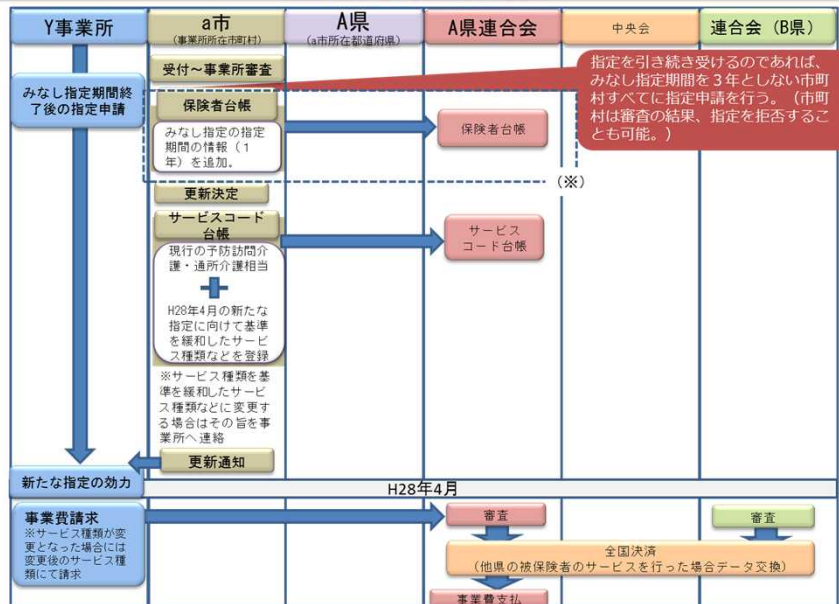 Y事業所
a市
(事業所所在市町村)
A県
(a市所在都道府県)
A県連合会
中央会
連合会（B県）
受付～事業所審査
みなし指定期間終
了後の指定申請
指定を引き続き受けるのであれば、
みなし指定期間を３年としない市町
村すべてに指定申請を行う。（市町
村は審査の結果、指定を拒否するこ
とも可能。）
保険者台帳
みなし指定の指定
期間の情報（１
年）を追加。
保険者台帳
(※)
更新決定
サービスコード
台帳
現行の予防訪問介
護・通所介護相当
H28年4月の新たな
指定に向けて基準
を緩和したサービ
ス種類などを登録
サービス
コード台帳
※サービス種類を基
準を緩和したサービ
ス種類などに変更す
る場合はその旨を事
業所へ連絡
更新通知
新たな指定の効力
H28年4月
事業費請求
※サービス種類が変
更となった場合には
変更後のサービス種
類にて請求
審査
審査
全国決済
（他県の被保険者のサービスを行った場合データ交換）
事業費支払